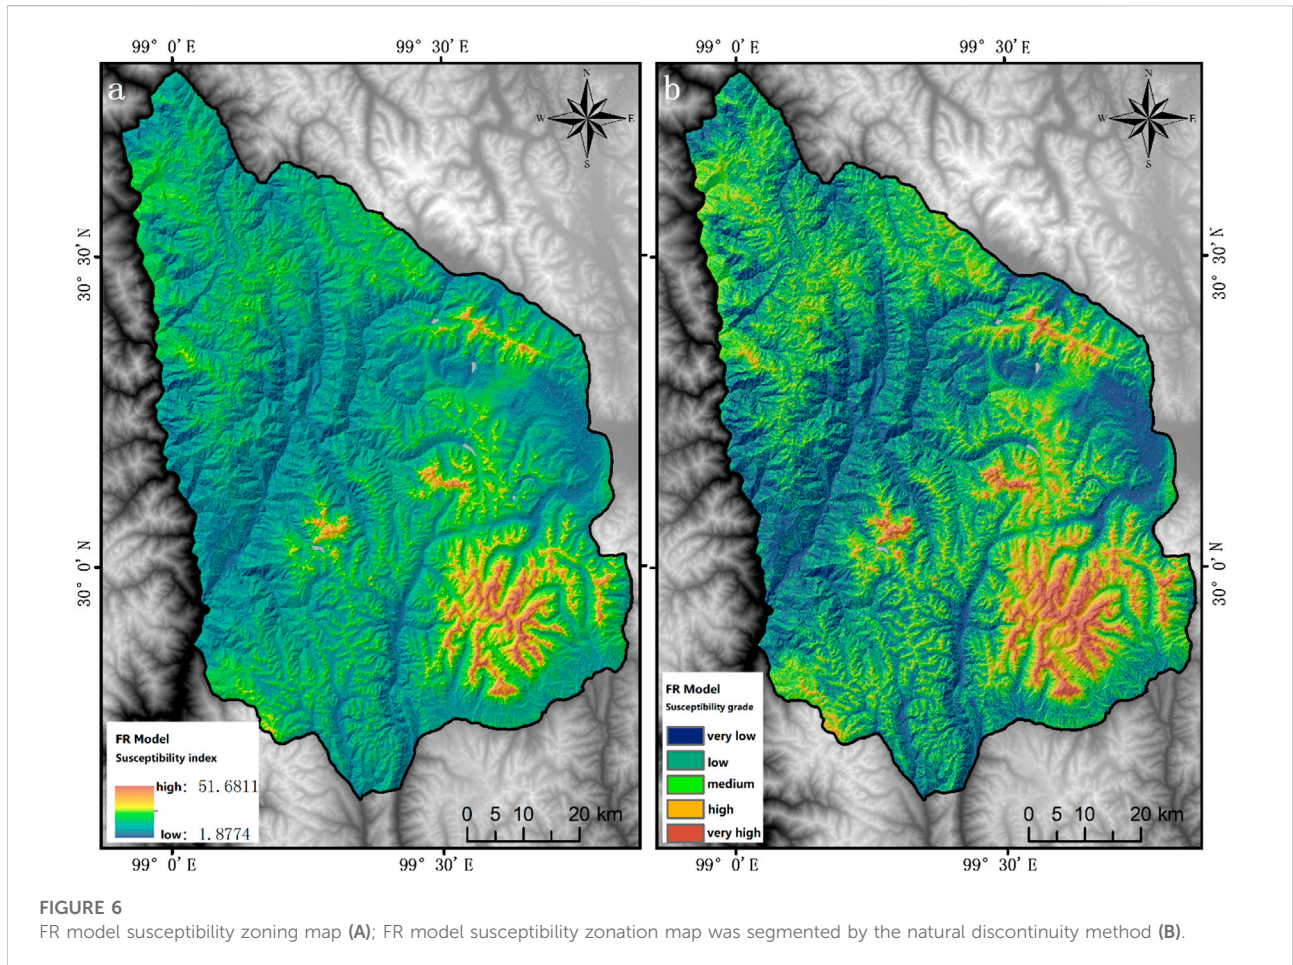 99° 0′ E
99° 30′ E
99° 0′ E
99° 30′ E
a
N
W
E
S
b
N
W
E
S
30° 30′ N
30° 30′ N
30° 0′ N
30° 0′ N
FR Model
Susceptibility index
high: 51.6811
low: 1.8774
0 5 10 20 km
FR Model
Susceptibility grade
very low
low
medium
high
very high
0 5 10 20 km
99° 0′ E
99° 30′ E
99° 0′ E
99° 30′ E
FIGURE 6
FR model susceptibility zoning map (A); FR model susceptibility zonation map was segmented by the natural discontinuity method (B).